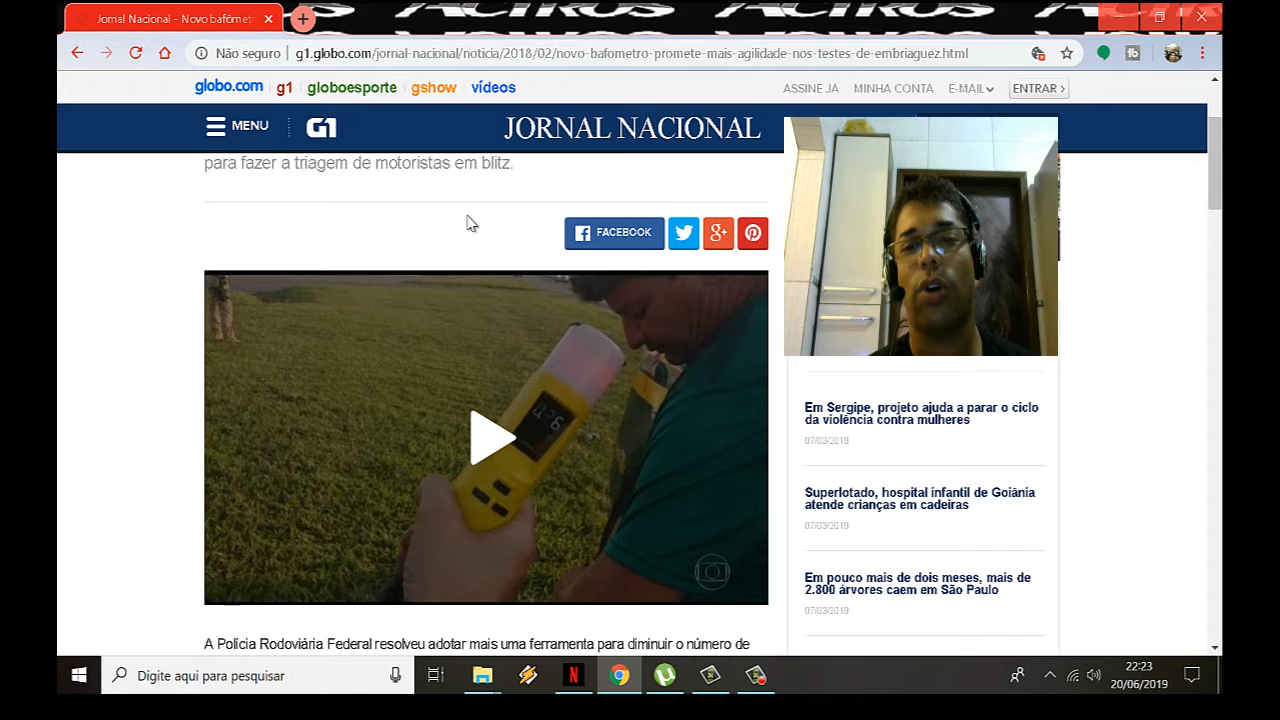 Jornal Nacional - Novo bafômet
Não seguro | g1.globo.com/jornal-nacional/noticia/2018/02/novo-bafometro-promete-mais-agilidade-nos-testes-de-embriaguez.html
globo.com g1 globoesporte gshow vídeos
ASSINE JÁ MINHA CONTA E-MAIL ENTRAR
MENU G1 JORNAL NACIONAL
para fazer a triagem de motoristas em blitz.
FACEBOOK g+
Em Sergipe, projeto ajuda a parar o ciclo
da violência contra mulheres
07/03/2019
Superlotado, hospital infantil de Goiânia
atende crianças em cadeiras
07/03/2019
Em pouco mais de dois meses, mais de
2.800 árvores caem em São Paulo
07/03/2019
A Polícia Rodoviária Federal resolveu adotar mais uma ferramenta para diminuir o número de
Digite aqui para pesquisar
22:23
20/06/2019